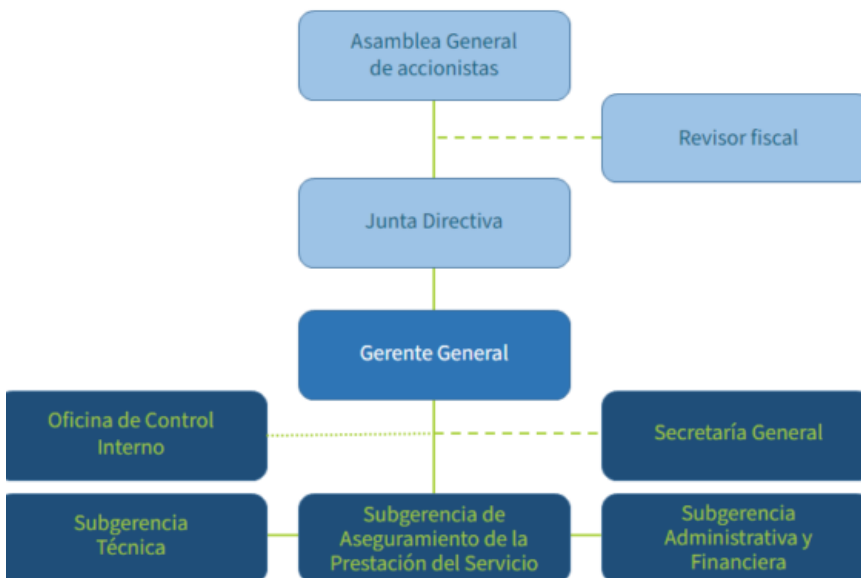 Asamblea General
de accionistas
Revisor fiscal
Junta Directiva
Gerente General
Oficina de Control
Interno
Secretaría General
Subgerencia
Técnica
Subgerencia de
Aseguramiento de la
Prestación del Servicio
Subgerencia
Administrativa y
Financiera